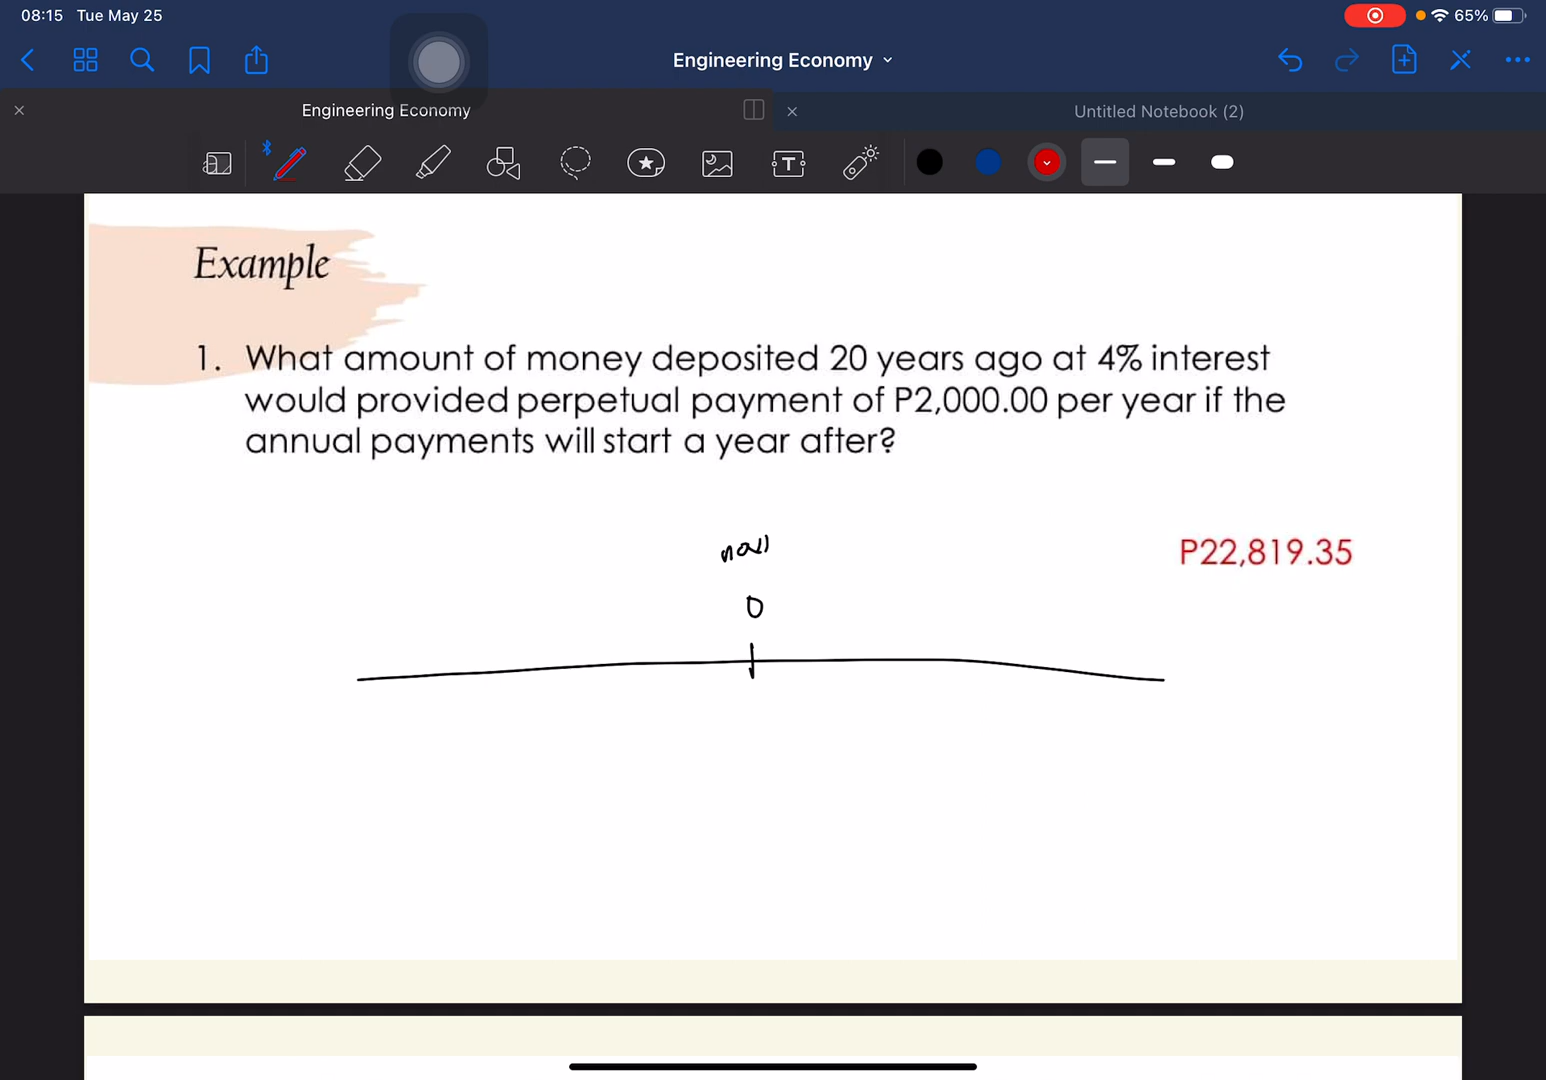 08:15 Tue May 25
65%
Engineering Economy
Engineering Economy
Untitled Notebook (2)
T
Example
1. What amount of money deposited 20 years ago at 4% interest
would provided perpetual payment of P2,000.00 per year if the
annual payments will start a year after?
now
P22,819.35
0